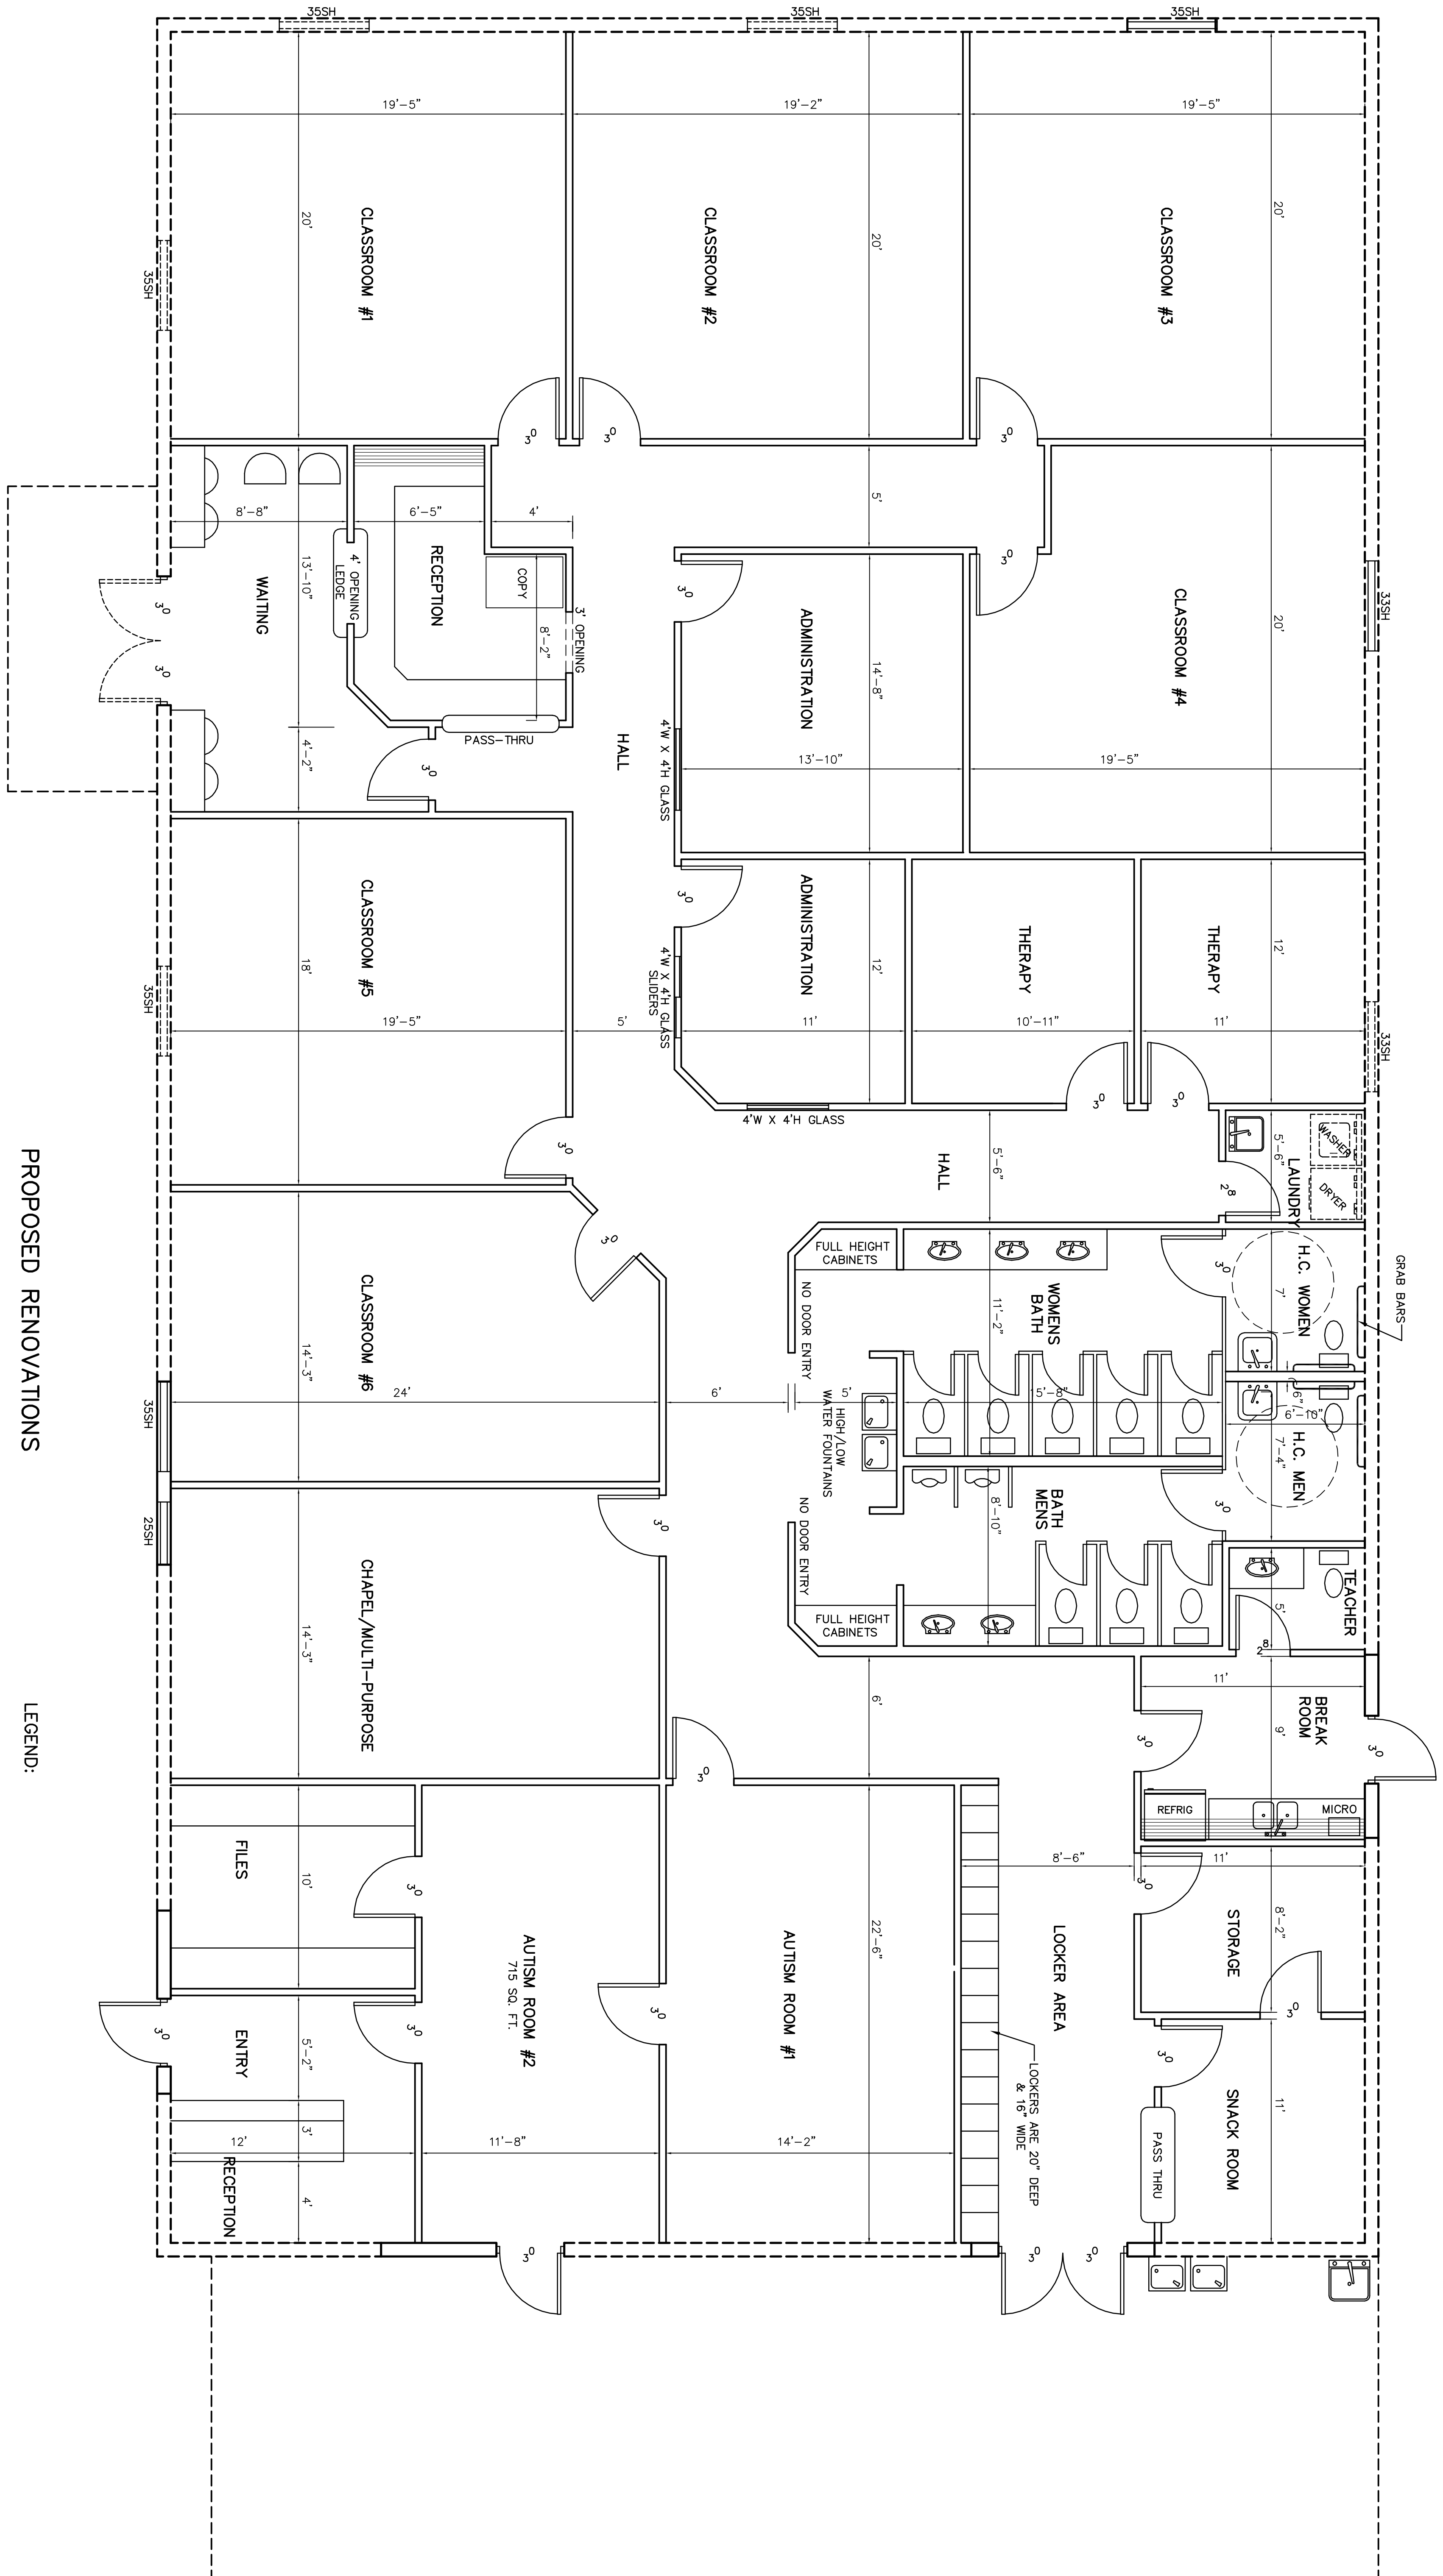 35SH
35SH
35SH
19'-5"
19'-2"
19'-5"
20'
20'
20'
CLASSROOM #1
CLASSROOM #2
CLASSROOM #3
35SH
3⁰
3⁰
3⁰
8'-8"
6'-5"
4'
5'
3⁰
WAITING
13'-10"
4' OPENING
LEDGE
RECEPTION
COPY
8'-2"
3' OPENING
3⁰
ADMINISTRATION
14'-8"
CLASSROOM #4
20'
33SH
3⁰
3⁰
4'-2"
3⁰
PASS-THRU
HALL
4'W X 4'H GLASS
13'-10"
19'-5"
CLASSROOM #5
18'
35SH
19'-5"
5'
3⁰
4'W X 4'H GLASS
SLIDERS
ADMINISTRATION
12'
11'
THERAPY
10'-11"
THERAPY
12'
11'
33SH
3⁰
3⁰
3⁰
4'W X 4'H GLASS
HALL
5'-6"
2⁸
LAUNDRY
5'-6"
WASHER
DRYER
3⁰
CLASSROOM #6
14'-3"
24'
6'
35SH
FULL HEIGHT
CABINETS
NO DOOR ENTRY
WOMENS
BATH
11'-2"
3⁰
H.C. WOMEN
7'
GRAB BARS
5'
15'-8"
6"
6'-10"
HIGH/LOW
WATER FOUNTAINS
H.C. MEN
7'-4"
25SH
3⁰
NO DOOR ENTRY
MENS
BATH
8'-10"
3⁰
FULL HEIGHT
CABINETS
TEACHER
5'
2⁸
CHAPEL/MULTI-PURPOSE
14'-3"
6'
3⁰
3⁰
11'
BREAK
ROOM
9'
3⁰
REFRIG
MICRO
FILES
10'
3⁰
8'-6"
3⁰
11'
AUTISM ROOM #2
715 SQ. FT.
3⁰
AUTISM ROOM #1
22'-6"
LOCKER AREA
STORAGE
8'-2"
3⁰
3⁰
ENTRY
5'-2"
3⁰
3'
LOCKERS ARE 20" DEEP
& 16" WIDE
3⁰
SNACK ROOM
11'
PASS THRU
12'
11'-8"
14'-2"
RECEPTION
4'
3⁰
3⁰
3⁰
PROPOSED RENOVATIONS
LEGEND: